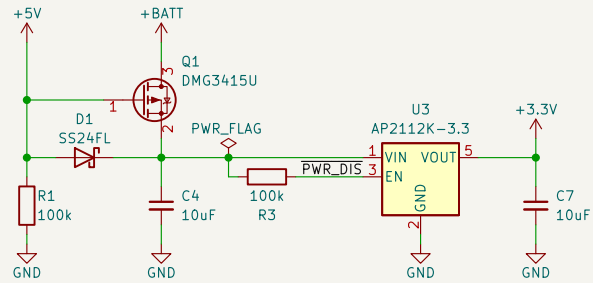 +5V
+BATT
3
Q1
DMG3415U
1
2
D1
SS24FL
PWR_FLAG
U3
AP2112K-3.3
+3.3V
PWR_DIS
1
VIN
VOUT
5
3
EN
GND
2
R1
100k
C4
10uF
100k
R3
C7
10uF
GND
GND
GND
GND